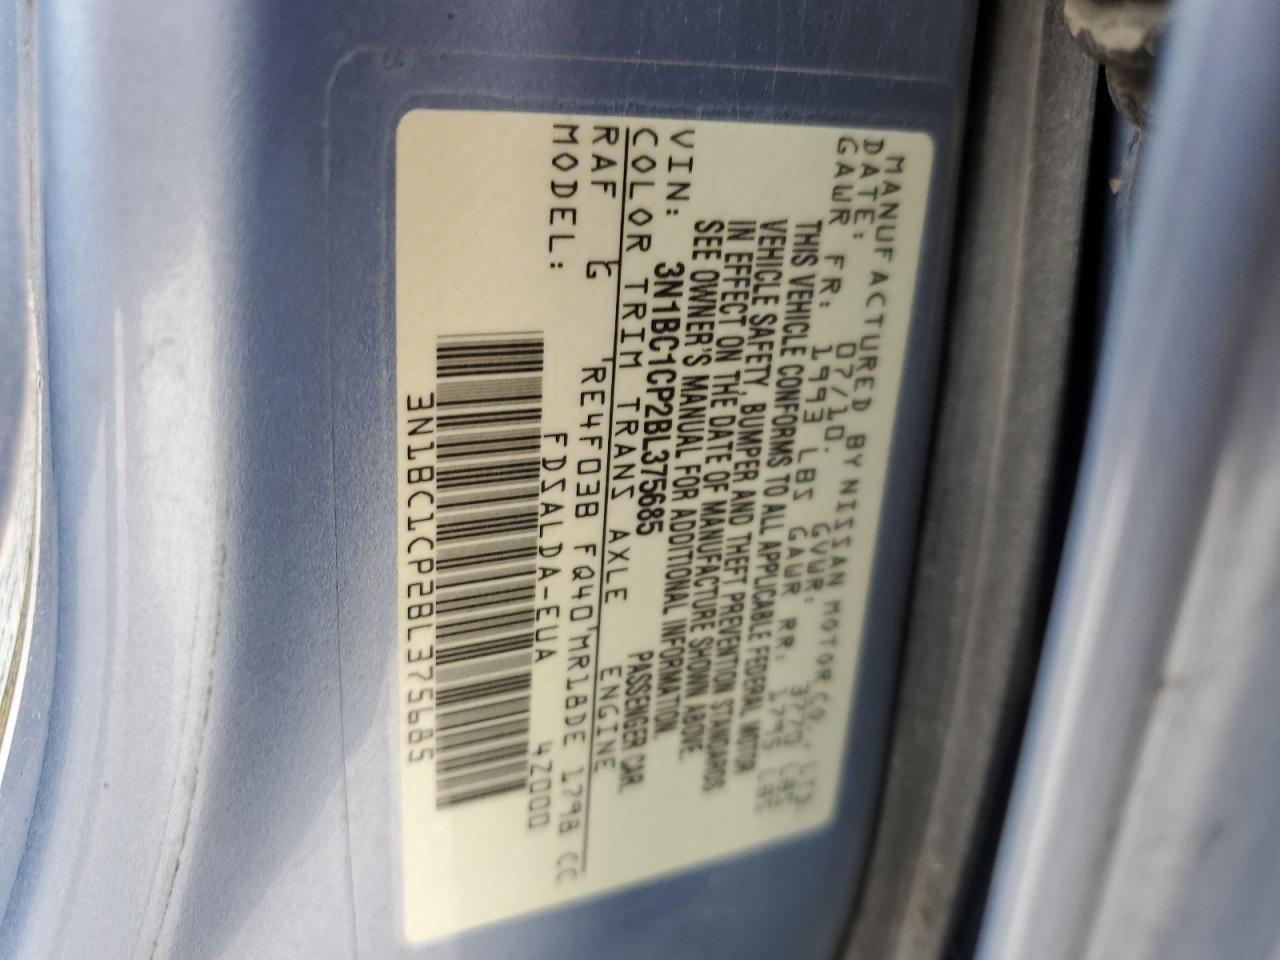 MANUFACTURED BY NISSAN MOTOR CO., LTD.
DATE: 07/10. GVWR: 3770 LBS
GAWR FR: 1993 LBS GAWR RR: 1795 LBS
THIS VEHICLE CONFORMS TO ALL APPLICABLE FEDERAL MOTOR
VEHICLE SAFETY, BUMPER AND THEFT PREVENTION STANDARDS
IN EFFECT ON THE DATE OF MANUFACTURE SHOWN ABOVE.
SEE OWNER'S MANUAL FOR ADDITIONAL INFORMATION.
VIN: 3N1BC1CP2BL375685 PASSENGER CAR.
COLOR TRIM TRANS AXLE ENGINE
RAF G RE4F03B FQ40 MR18DE 1798 CC
MODEL: FDSALDA-EUA 4Z000
3N1BC1CP2BL375685